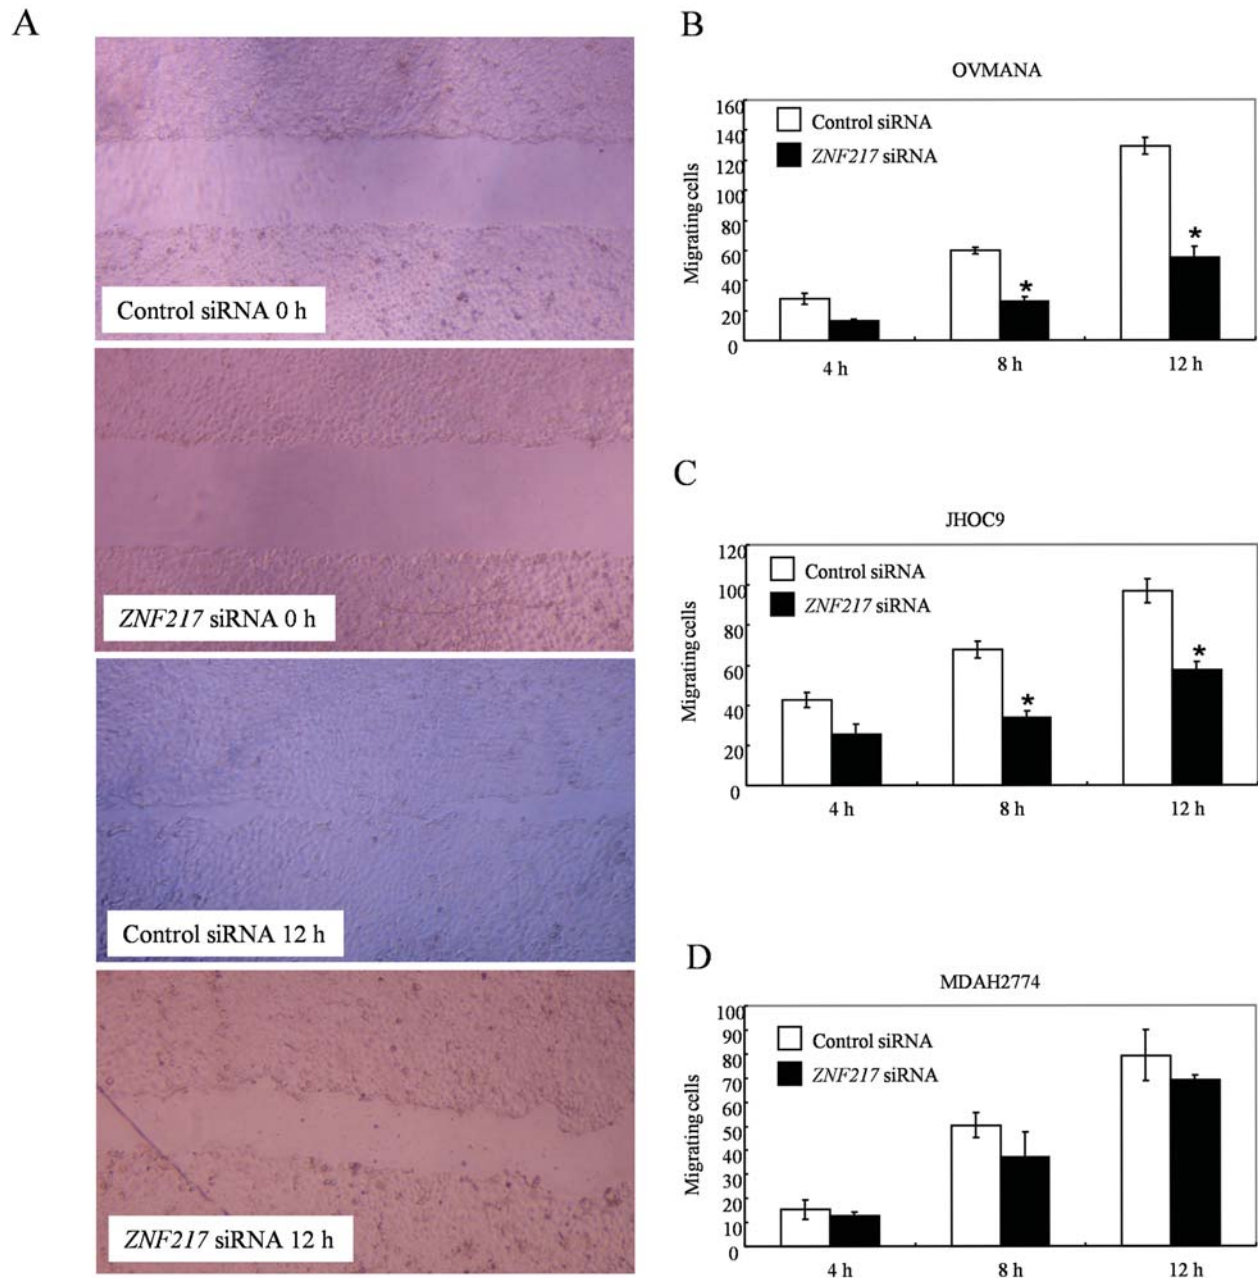 A
Control siRNA 0 h
ZNF217 siRNA 0 h
Control siRNA 12 h
ZNF217 siRNA 12 h
B
OVMANA
Migrating cells
160
140
120
100
80
60
40
20
0
Control siRNA
ZNF217 siRNA
*
*
4 h
8 h
12 h
C
JHOC9
Migrating cells
120
100
80
60
40
20
0
Control siRNA
ZNF217 siRNA
*
*
4 h
8 h
12 h
D
MDAH2774
Migrating cells
100
90
80
70
60
50
40
30
20
10
0
Control siRNA
ZNF217 siRNA
4 h
8 h
12 h